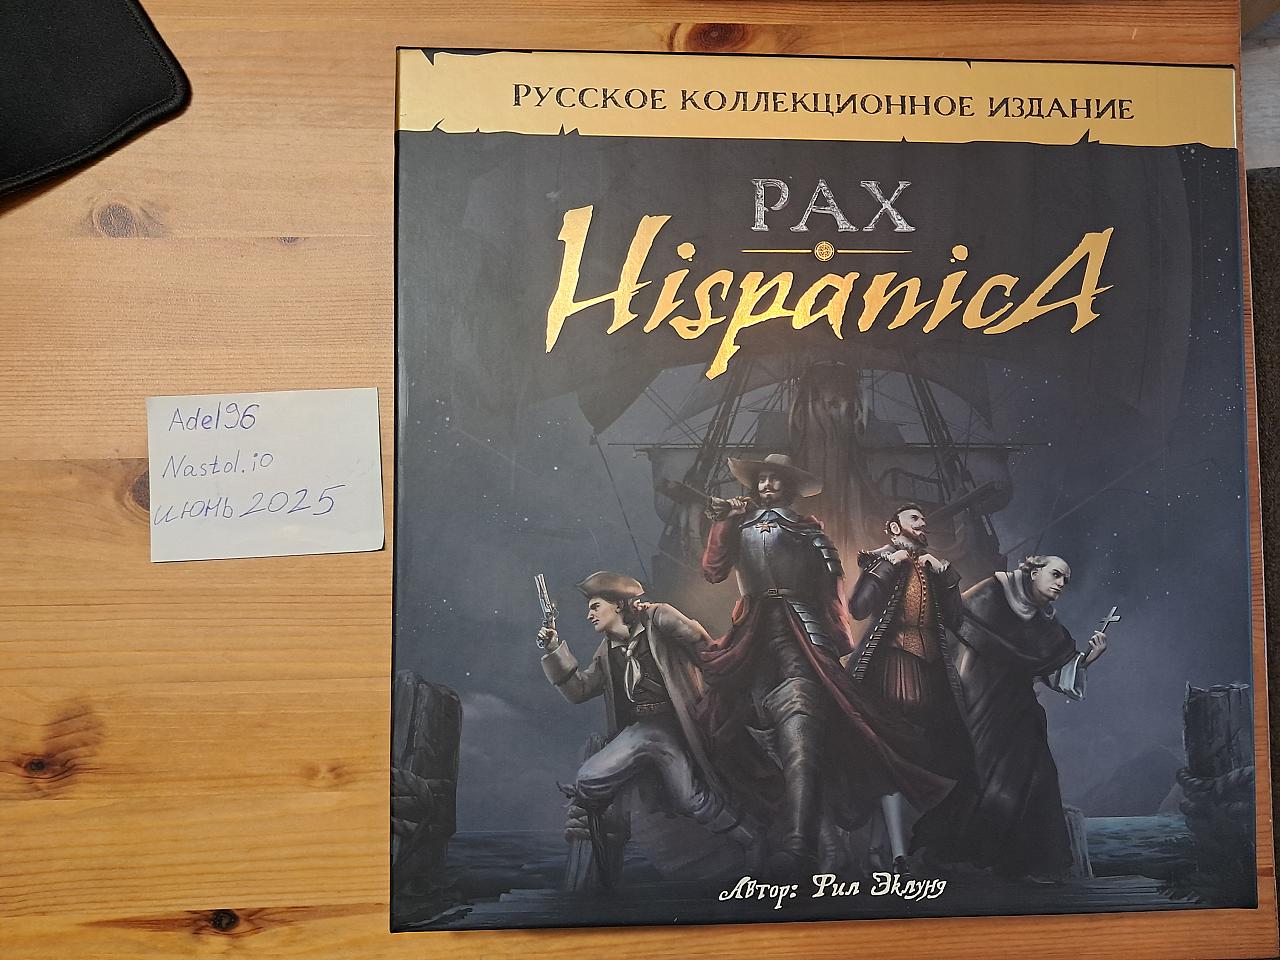 РУССКОЕ КОЛЛЕКЦИОННОЕ ИЗДАНИЕ
PAX
HispanicA
Adel96
Nastol.io
июнь 2025
Автор: Фил Эклунд